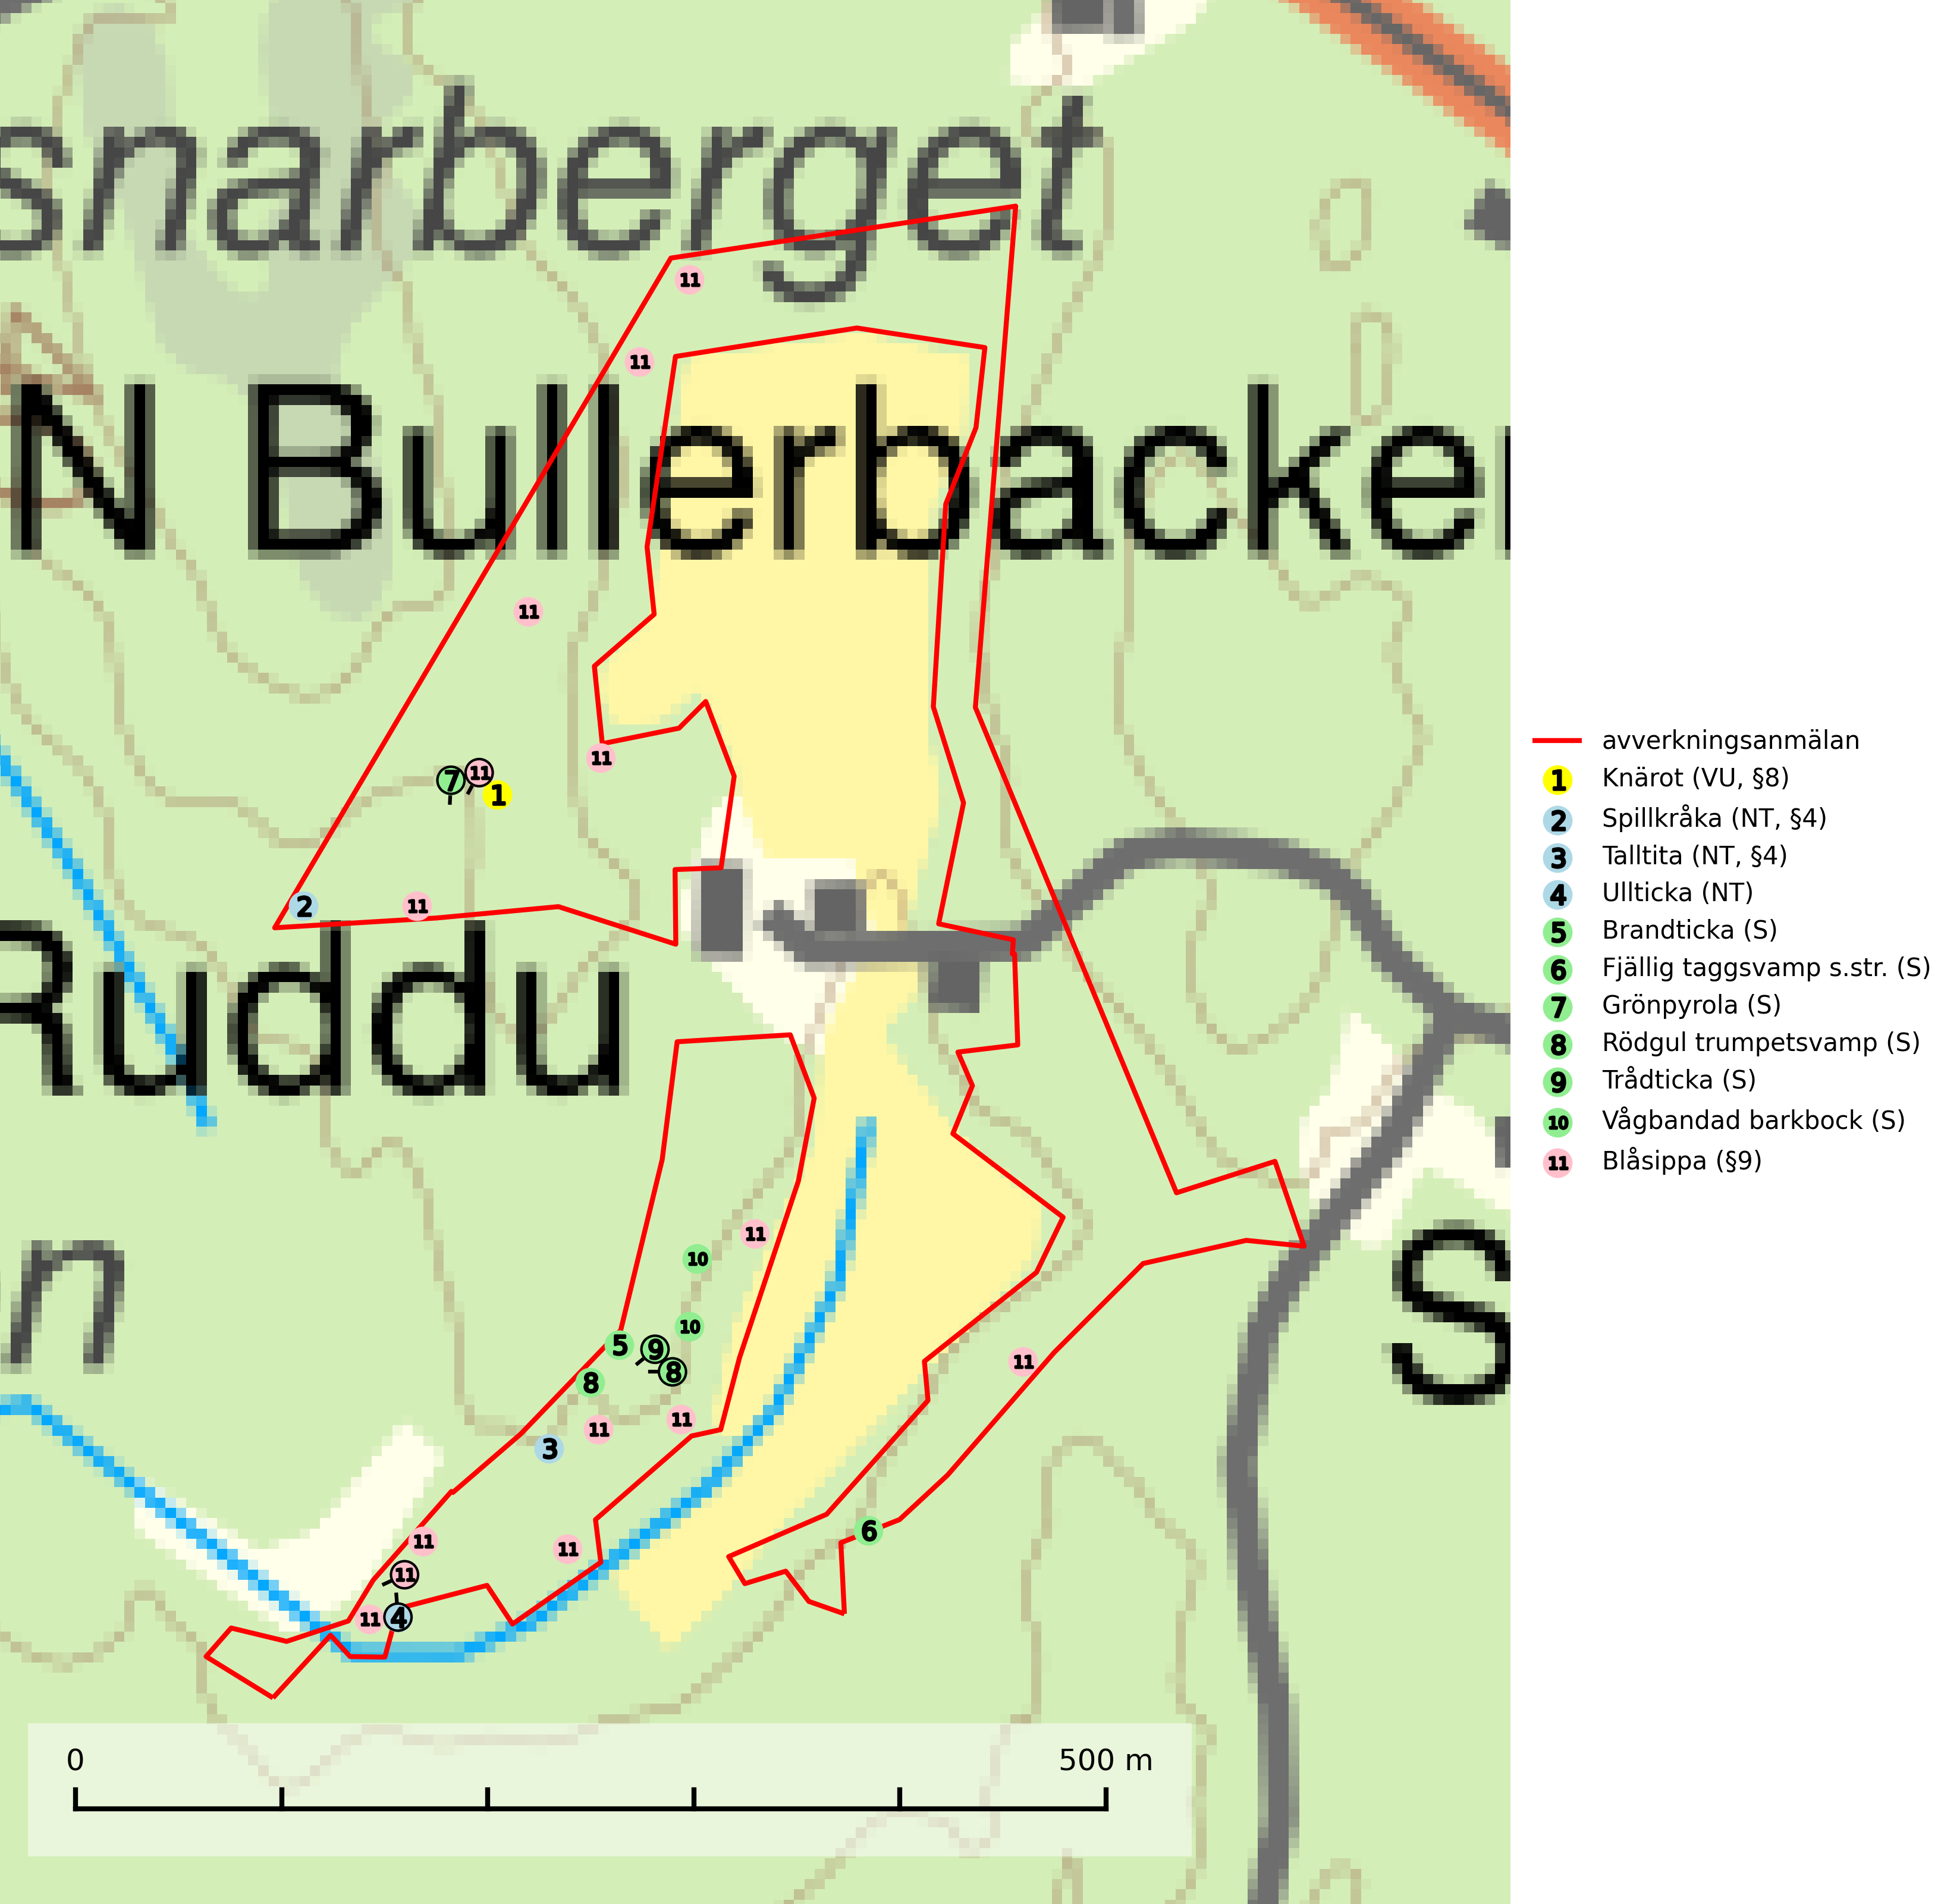 snarberget
N Bullerbacke
Ruddu
n
S
0
500 m
11
11
11
11
7
11
1
2
11
11
10
10
5
9
8
8
11
11
11
3
6
11
11
11
11
4
avverkningsanmälan
1 Knärot (VU, §8)
2 Spillkråka (NT, §4)
3 Talltita (NT, §4)
4 Ullticka (NT)
5 Brandticka (S)
6 Fjällig taggsvamp s.str. (S)
7 Grönpyrola (S)
8 Rödgul trumpetsvamp (S)
9 Trådticka (S)
10 Vågbandad barkbock (S)
11 Blåsippa (§9)